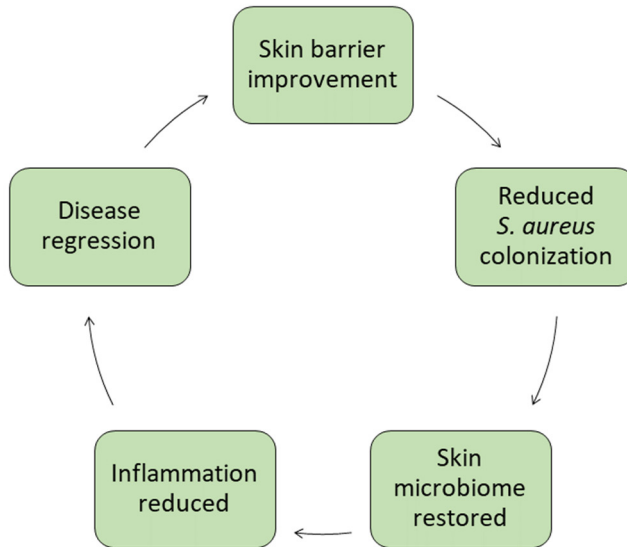 Skin barrier
improvement
Reduced
S. aureus
colonization
Skin
microbiome
restored
Inflammation
reduced
Disease
regression